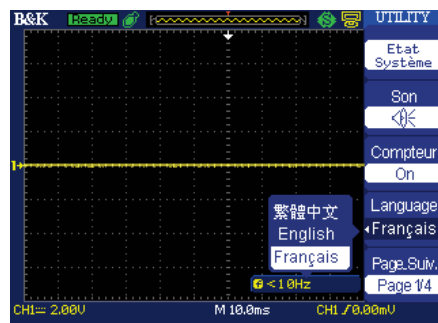 B&K Ready UTILITY
Etat
Système
Son
Compteur
On
Language
Français
Page.Suiv.
Page 1/4
1
繁體中文
English
Français
F<10Hz
CH1 2.00V M 10.0ms CH1 0.00mV